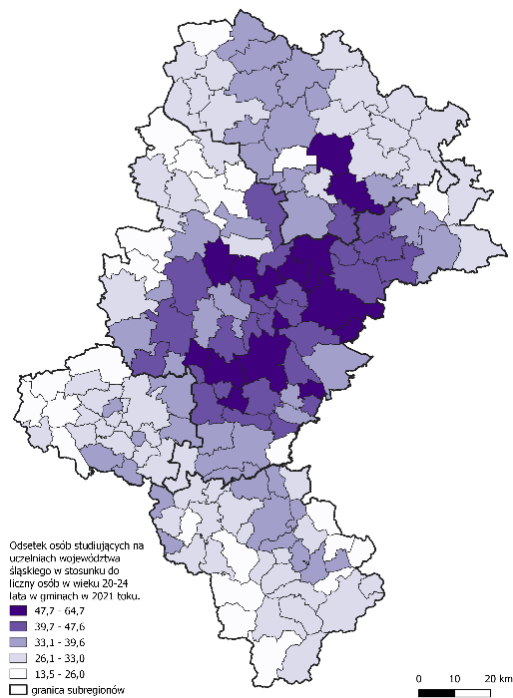 Odsetek osób studiujących na
uczelniach województwa
śląskiego w stosunku do
liczny osób w wieku 20-24
lata w gminach w 2021 toku.
47,7 - 64,7
39,7 - 47,6
33,1 - 39,6
26,1 - 33,0
13,5 - 26,0
granica subregionów
0 10 20 km